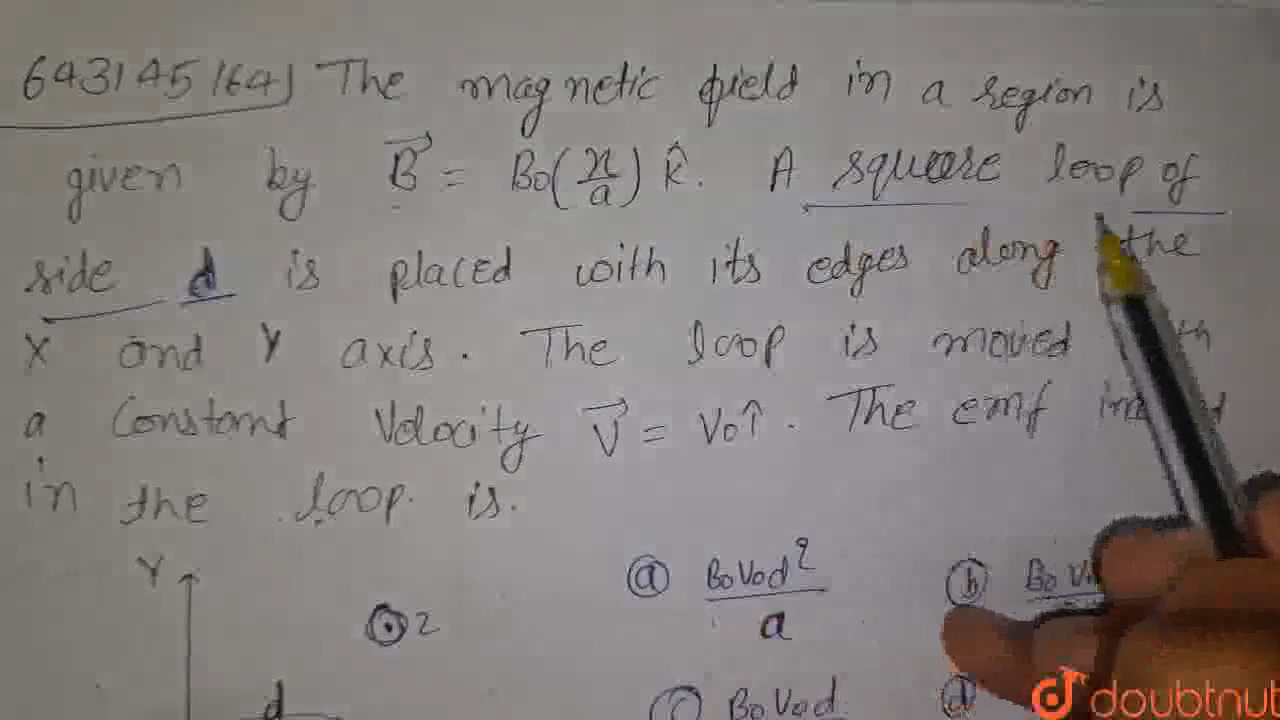 643145164) The magnetic field in a region is
given by B⃗ = B₀(x/a) k̂. A square loop of
side d is placed with its edges along the
X and Y axis. The loop is moved
a constant velocity V⃗ = V₀î. The emf
in the loop is.
(a) B₀V₀d²/a (b)
Y
⊙ z
d
(c) B₀V₀d (d)
doubtnut